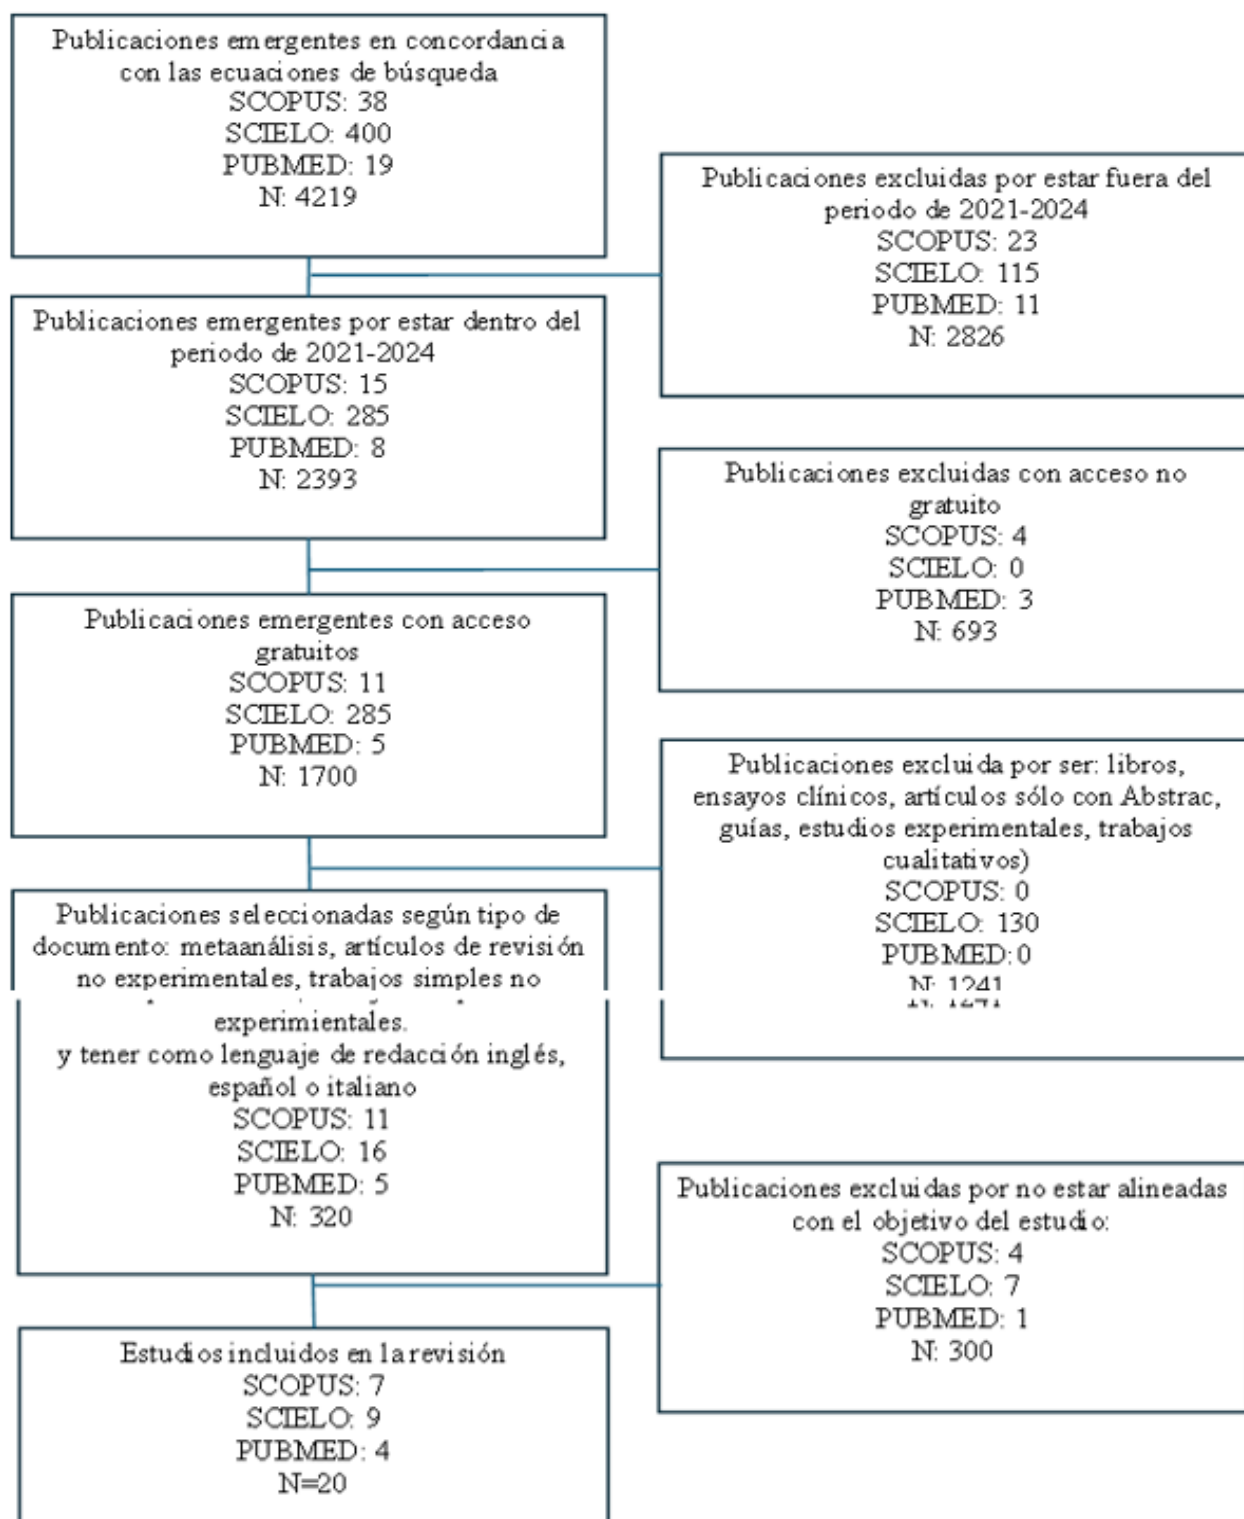 Publicaciones emergentes en concordancia
con las ecuaciones de búsqueda
SCOPUS: 38
SCIELO: 400
PUBMED: 19
N: 4219
Publicaciones excluidas por estar fuera del
periodo de 2021-2024
SCOPUS: 23
SCIELO: 115
PUBMED: 11
N: 2826
Publicaciones emergentes por estar dentro del
periodo de 2021-2024
SCOPUS: 15
SCIELO: 285
PUBMED: 8
N: 2393
Publicaciones excluidas con acceso no
gratuito
SCOPUS: 4
SCIELO: 0
PUBMED: 3
N: 693
Publicaciones emergentes con acceso
gratuitos
SCOPUS: 11
SCIELO: 285
PUBMED: 5
N: 1700
Publicaciones excluida por ser: libros,
ensayos clínicos, artículos sólo con Abstrac,
guías, estudios experimentales, trabajos
cualitativos)
SCOPUS: 0
SCIELO: 130
PUBMED:0
N: 1241
Publicaciones seleccionadas según tipo de
documento: metaanálisis, artículos de revisión
no experimentales, trabajos simples no
experimientales.
y tener como lenguaje de redacción inglés,
español o italiano
SCOPUS: 11
SCIELO: 16
PUBMED: 5
N: 320
Publicaciones excluidas por no estar alineadas
con el objetivo del estudio:
SCOPUS: 4
SCIELO: 7
PUBMED: 1
N: 300
Estudios incluidos en la revisión
SCOPUS: 7
SCIELO: 9
PUBMED: 4
N=20